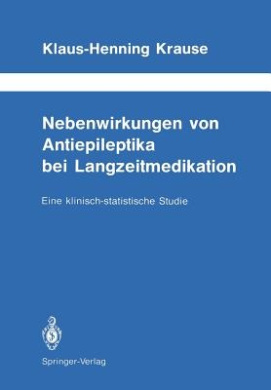 Klaus-Henning Krause
Nebenwirkungen von
Antiepileptika
bei Langzeitmedikation
Eine klinisch-statistische Studie
Springer-Verlag